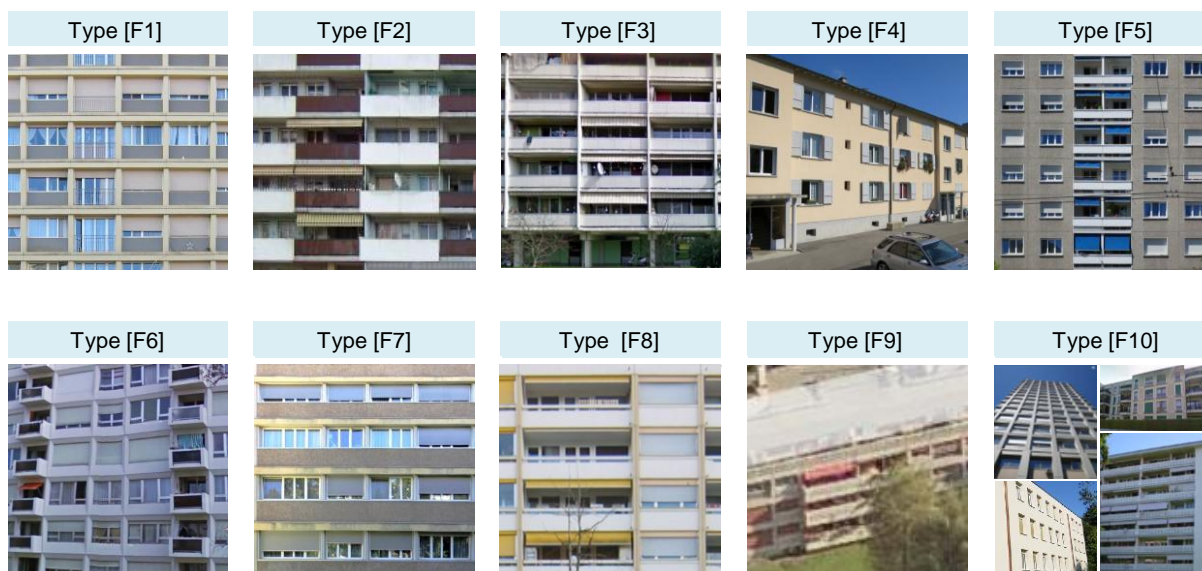 Type [F1]
Type [F2]
Type [F3]
Type [F4]
Type [F5]
Type [F6]
Type [F7]
Type [F8]
Type [F9]
Type [F10]